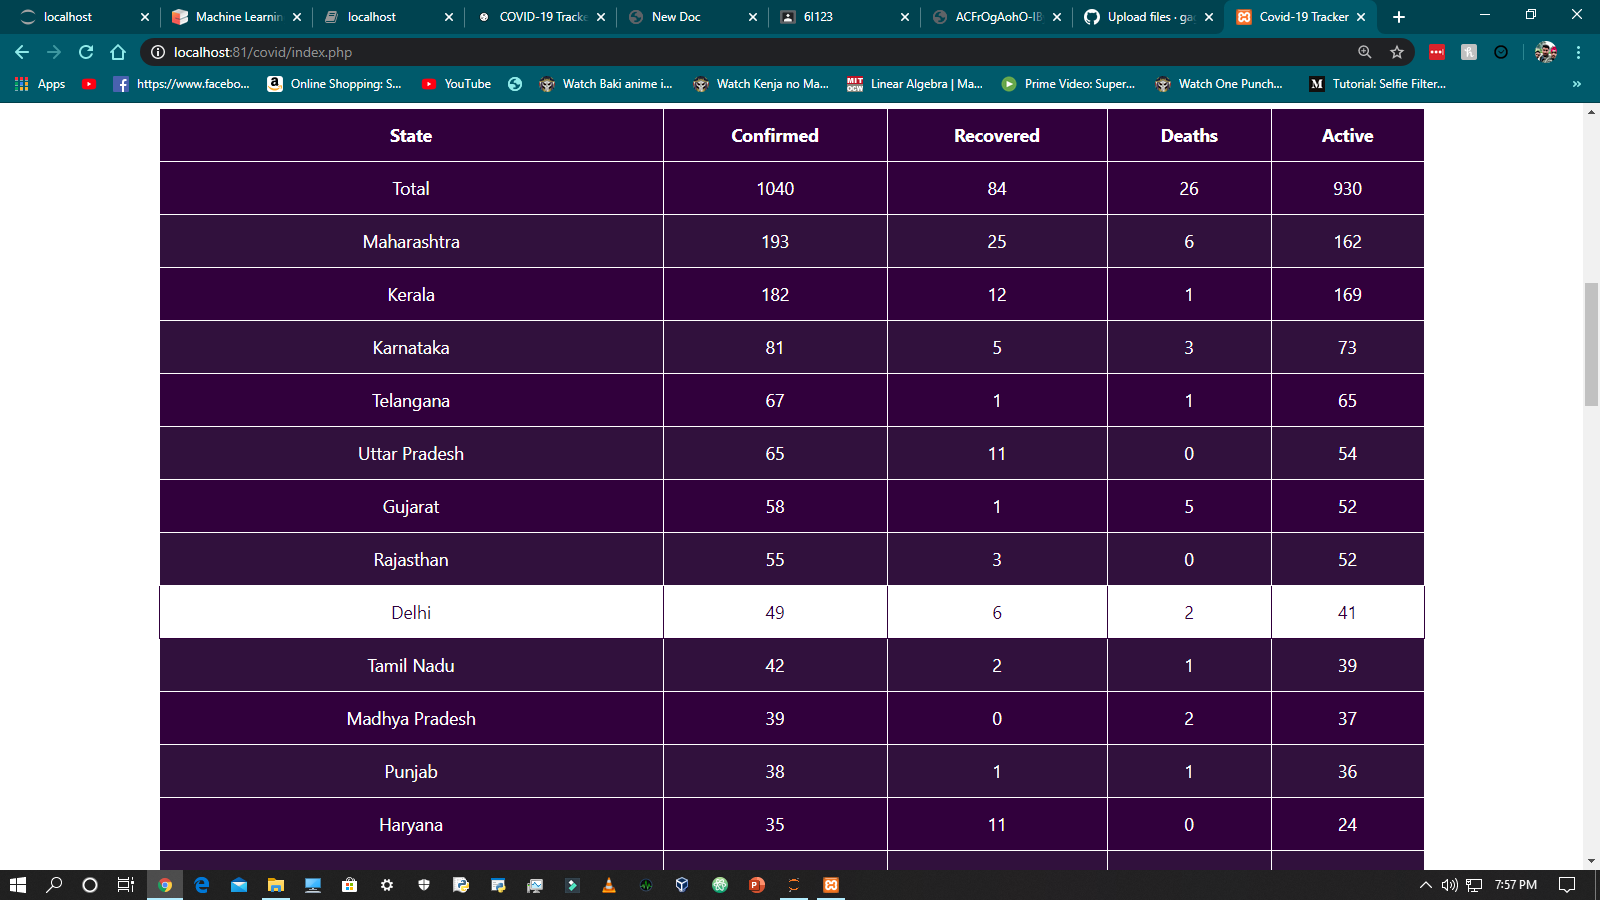 localhost Machine Learnin localhost COVID-19 Tracke New Doc 6I123 ACFrOgAohO-IB Upload files · gac Covid-19 Tracker
localhost:81/covid/index.php
Apps https://www.facebo... Online Shopping: S... YouTube Watch Baki anime i... Watch Kenja no Ma... MIT OCW Linear Algebra | Ma... Prime Video: Super... Watch One Punch... M Tutorial: Selfie Filter... »
State Confirmed Recovered Deaths Active
Total 1040 84 26 930
Maharashtra 193 25 6 162
Kerala 182 12 1 169
Karnataka 81 5 3 73
Telangana 67 1 1 65
Uttar Pradesh 65 11 0 54
Gujarat 58 1 5 52
Rajasthan 55 3 0 52
Delhi 49 6 2 41
Tamil Nadu 42 2 1 39
Madhya Pradesh 39 0 2 37
Punjab 38 1 1 36
Haryana 35 11 0 24
7:57 PM